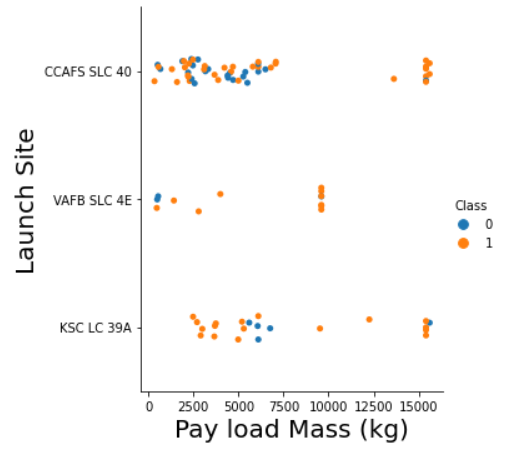 CCAFS SLC 40
VAFB SLC 4E
KSC LC 39A
Launch Site
0 2500 5000 7500 10000 12500 15000
Pay load Mass (kg)
Class
0
1